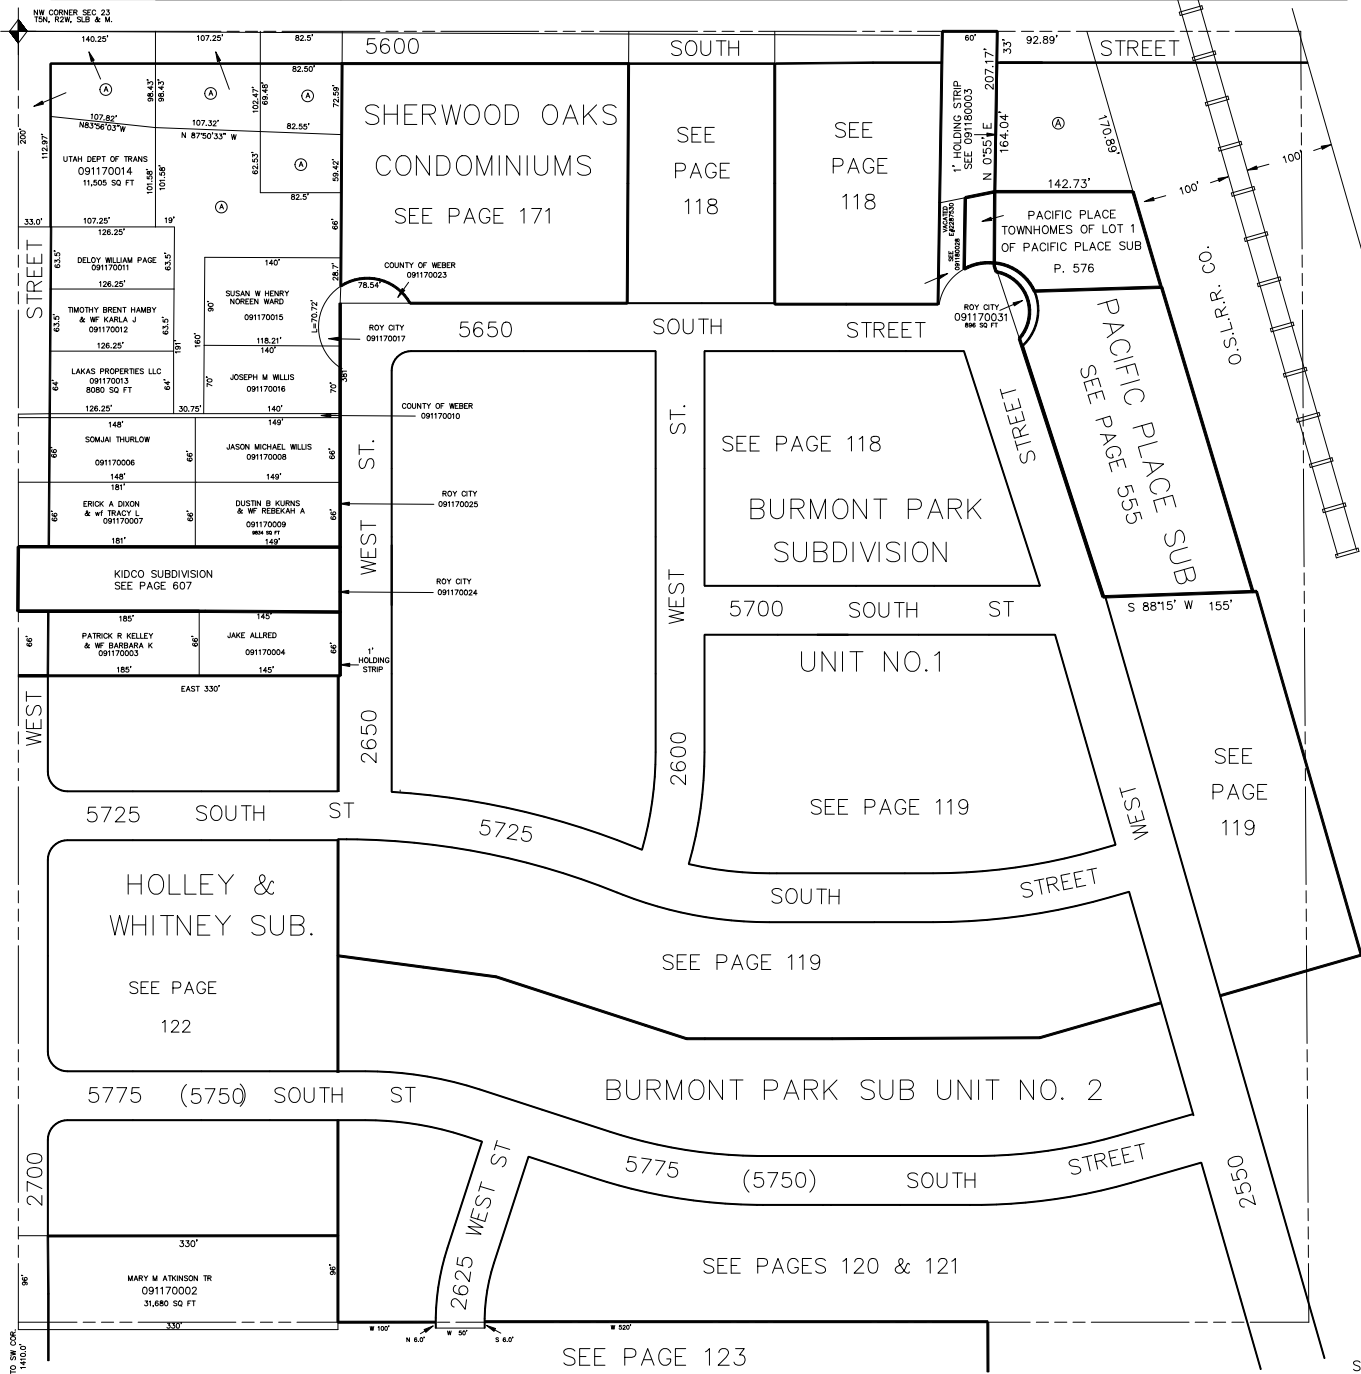 NW CORNER SEC 23
T5N, R2W, SLB & M.
140.25'
107.25'
82.5'
5600
SOUTH
60'
33'
92.89'
STREET
82.50'
98.43'
98.43'
102.47'
69.48'
72.59'
A
A
A
107.82'
N83°56'03"W
107.32'
N 87°50'33" W
82.55'
200'
112.97'
UTAH DEPT OF TRANS
091170014
11,505 SQ FT
101.58'
101.58'
62.53'
A
59.42'
82.5'
A
33.0'
107.25'
19'
66'
SHERWOOD OAKS
CONDOMINIUMS
SEE PAGE 171
SEE
PAGE
118
SEE
PAGE
118
1' HOLDING STRIP
SEE 091180003
207.17'
N 0°55' E
164.04'
A
170.89'
142.73'
100'
100'
VACATED
SEE
091180028
PACIFIC PLACE
TOWNHOMES OF LOT 1
OF PACIFIC PLACE SUB
P. 576
O.S.L.R.R. CO.
STREET
126.25'
63.5'
DELOY WILLIAM PAGE
091170011
63.5'
126.25'
63.5'
TIMOTHY BRENT HAMBY
& WF KARLA J
091170012
63.5'
126.25'
191'
64'
LAKAS PROPERTIES LLC
091170013
8080 SQ FT
64'
126.25'
30.75'
140'
28.7'
90'
SUSAN W HENRY
NOREEN WARD
091170015
160'
118.21'
140'
70'
JOSEPH M WILLIS
091170016
70'
140'
L=70.72'
381'
78.54'
COUNTY OF WEBER
091170023
ROY CITY
091170017
5650
SOUTH
STREET
ROY CITY
091170031
896 SQ FT
COUNTY OF WEBER
091170010
148'
66'
SOMJAI THURLOW
091170006
66'
148'
149'
JASON MICHAEL WILLIS
091170008
66'
149'
181'
66'
ERICK A DIXON
& wf TRACY L
091170007
66'
181'
DUSTIN B KURNS
& WF REBEKAH A
091170009
9834 SQ FT
66'
149'
ROY CITY
091170025
KIDCO SUBDIVISION
SEE PAGE 607
ROY CITY
091170024
185'
66'
PATRICK R KELLEY
& WF BARBARA K
091170003
66'
185'
145'
JAKE ALLRED
091170004
66'
145'
1'
HOLDING
STRIP
EAST 330'
ST.
WEST
2650
ST.
WEST
2600
SEE PAGE 118
BURMONT PARK
SUBDIVISION
5700
SOUTH
ST
UNIT NO.1
STREET
PACIFIC PLACE SUB
SEE PAGE 555
S 88°15' W
155'
SEE
PAGE
119
WEST
5725
SOUTH
ST
5725
SEE PAGE 119
WEST
SOUTH
STREET
HOLLEY &
WHITNEY SUB.
SEE PAGE
122
SEE PAGE 119
5775
(5750)
SOUTH
ST
BURMONT PARK SUB UNIT NO. 2
2700
5775
(5750)
SOUTH
STREET
2550
2625
WEST
ST
SEE PAGES 120 & 121
330'
96'
MARY M ATKINSON TR
091170002
31,680 SQ FT
96'
330'
TO SW COR.
1410.0'
W 100'
N 6.0'
W 50'
S 6.0'
W 520'
SEE PAGE 123
S